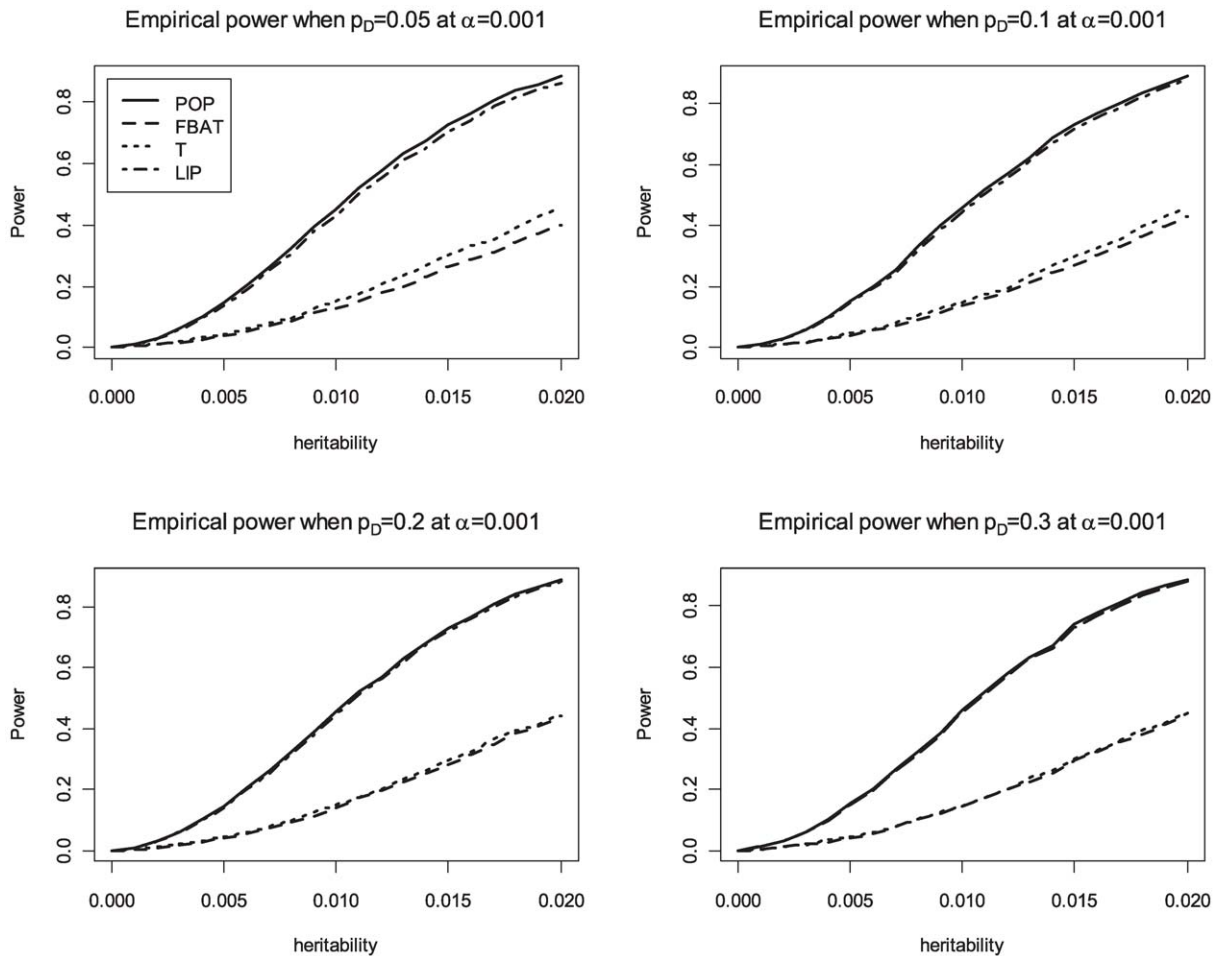 Empirical power when pD=0.05 at α=0.001
Power
0.0 0.2 0.4 0.6 0.8
POP
FBAT
T
LIP
0.000 0.005 0.010 0.015 0.020
heritability
Empirical power when pD=0.1 at α=0.001
Power
0.0 0.2 0.4 0.6 0.8
0.000 0.005 0.010 0.015 0.020
heritability
Empirical power when pD=0.2 at α=0.001
Power
0.0 0.2 0.4 0.6 0.8
0.000 0.005 0.010 0.015 0.020
heritability
Empirical power when pD=0.3 at α=0.001
Power
0.0 0.2 0.4 0.6 0.8
0.000 0.005 0.010 0.015 0.020
heritability